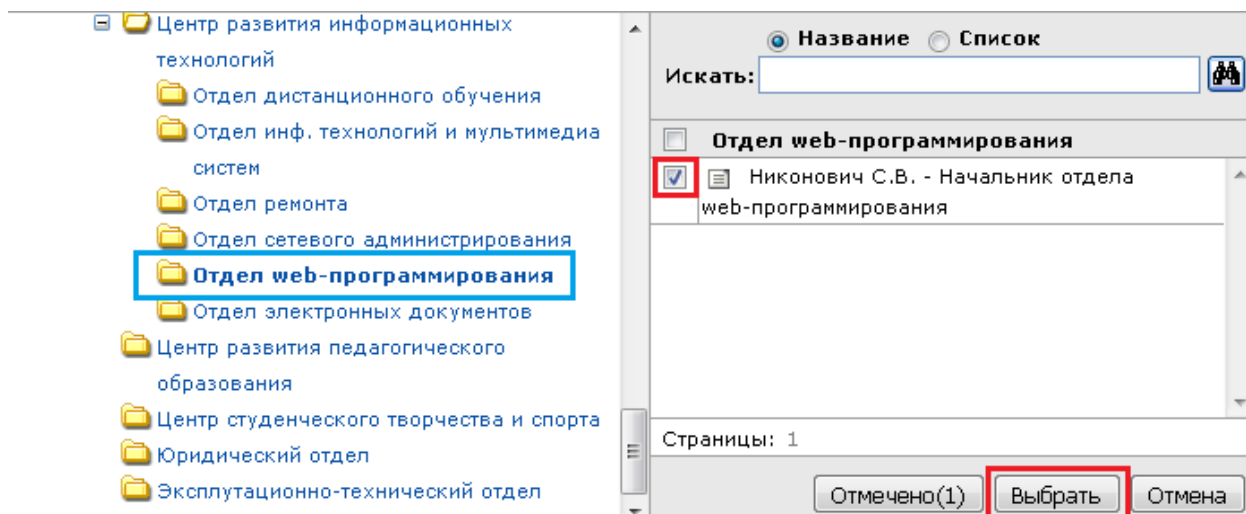 Центр развития информационных
технологий
Отдел дистанционного обучения
Отдел инф. технологий и мультимедиа
систем
Отдел ремонта
Отдел сетевого администрирования
Отдел web-программирования
Отдел электронных документов
Центр развития педагогического
образования
Центр студенческого творчества и спорта
Юридический отдел
Эксплутационно-технический отдел
Название Список
Искать:
Отдел web-программирования
Никонович С.В. - Начальник отдела
web-программирования
Страницы: 1
Отмечено(1) Выбрать Отмена